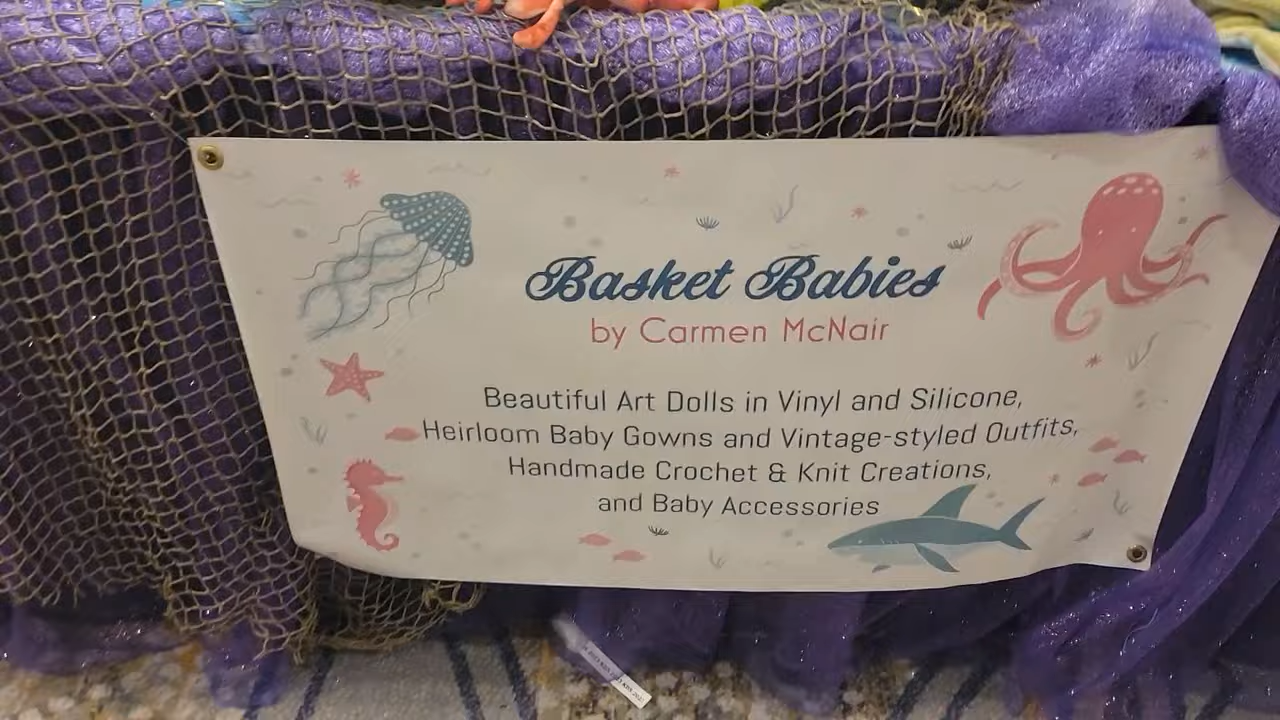 Basket Babies
by Carmen McNair
Beautiful Art Dolls in Vinyl and Silicone,
Heirloom Baby Gowns and Vintage-styled Outfits,
Handmade Crochet & Knit Creations,
and Baby Accessories